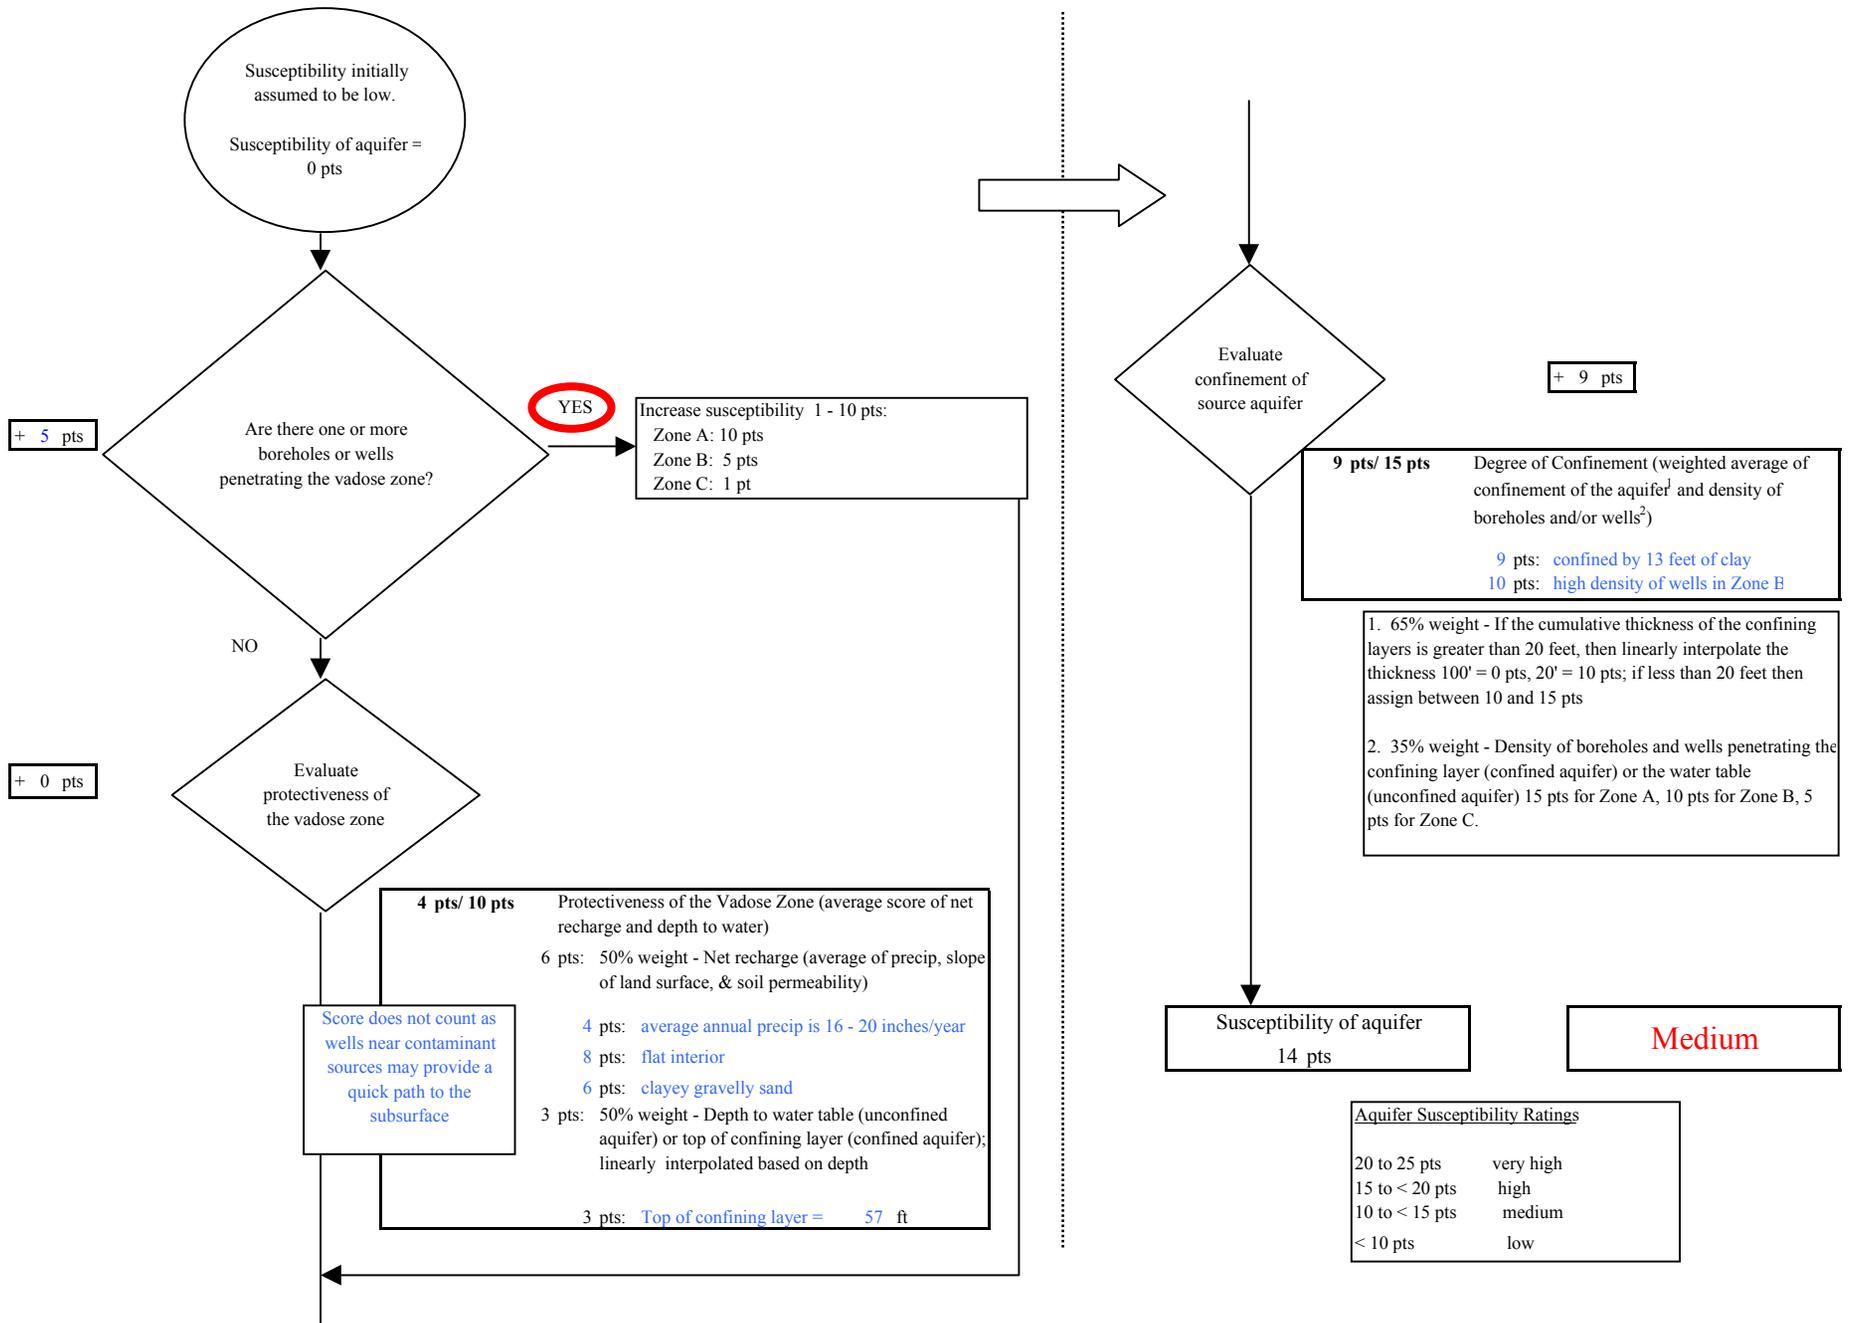 Susceptibility initially
assumed to be low.
Susceptibility of aquifer =
0 pts
+ 5 pts
Are there one or more
boreholes or wells
penetrating the vadose zone?
YES
Increase susceptibility 1 - 10 pts:
Zone A: 10 pts
Zone B: 5 pts
Zone C: 1 pt
NO
+ 0 pts
Evaluate
protectiveness of
the vadose zone
4 pts/ 10 pts
Protectiveness of the Vadose Zone (average score of net
recharge and depth to water)
6 pts: 50% weight - Net recharge (average of precip, slope
of land surface, & soil permeability)
4 pts: average annual precip is 16 - 20 inches/year
8 pts: flat interior
6 pts: clayey gravelly sand
3 pts: 50% weight - Depth to water table (unconfined
aquifer) or top of confining layer (confined aquifer);
linearly interpolated based on depth
3 pts: Top of confining layer = 57 ft
Score does not count as
wells near contaminant
sources may provide a
quick path to the
subsurface
Evaluate
confinement of
source aquifer
+ 9 pts
9 pts/ 15 pts
Degree of Confinement (weighted average of
confinement of the aquifer1 and density of
boreholes and/or wells2)
9 pts: confined by 13 feet of clay
10 pts: high density of wells in Zone B
1. 65% weight - If the cumulative thickness of the confining
layers is greater than 20 feet, then linearly interpolate the
thickness 100' = 0 pts, 20' = 10 pts; if less than 20 feet then
assign between 10 and 15 pts
2. 35% weight - Density of boreholes and wells penetrating the
confining layer (confined aquifer) or the water table
(unconfined aquifer) 15 pts for Zone A, 10 pts for Zone B, 5
pts for Zone C.
Susceptibility of aquifer
14 pts
Medium
Aquifer Susceptibility Ratings
20 to 25 pts very high
15 to < 20 pts high
10 to < 15 pts medium
< 10 pts low